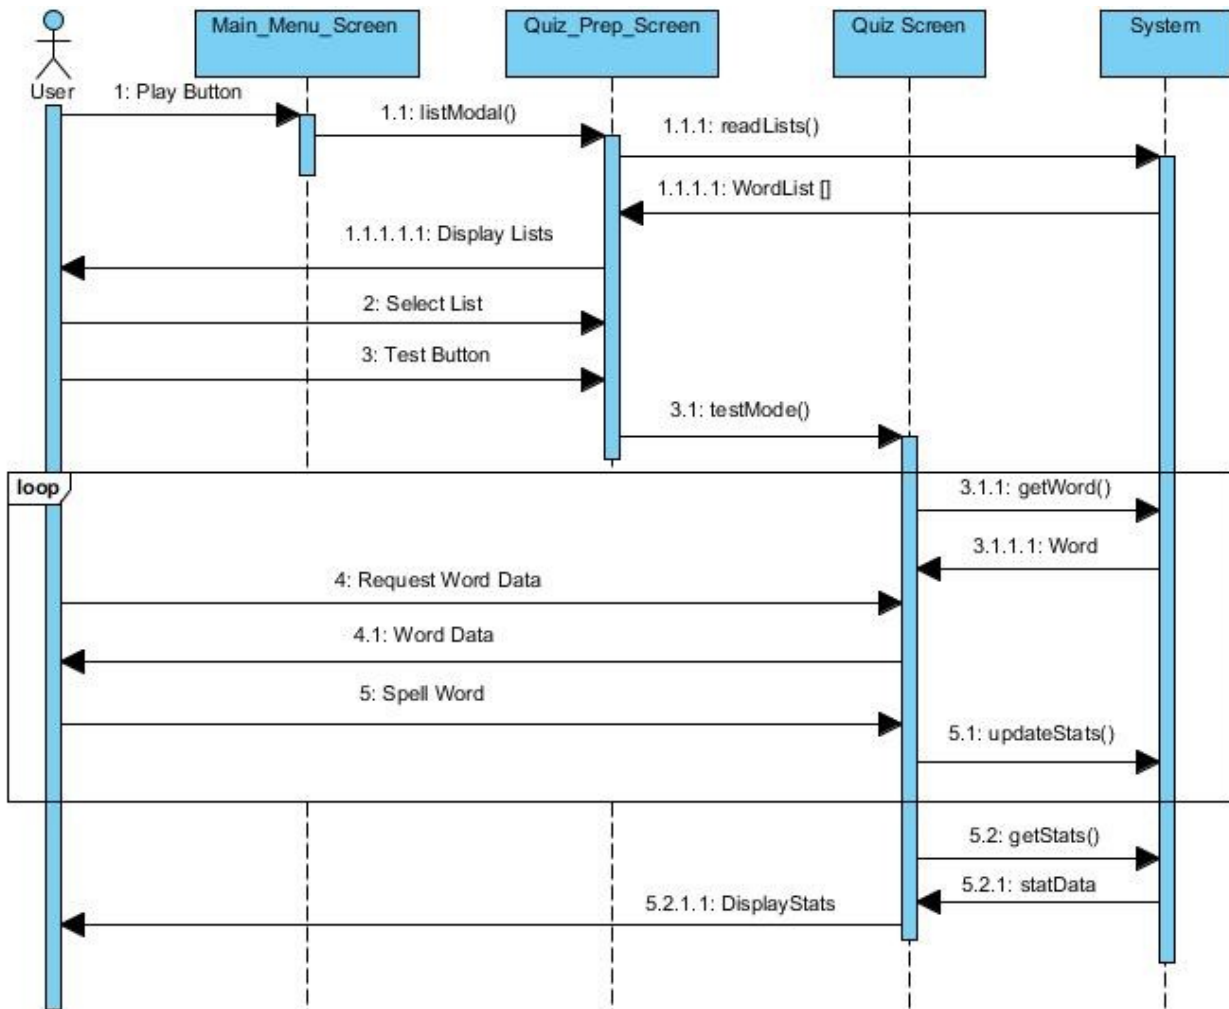 Main_Menu_Screen
Quiz_Prep_Screen
Quiz Screen
System
User
1: Play Button
1.1: listModal()
1.1.1: readLists()
1.1.1.1: WordList []
1.1.1.1.1: Display Lists
2: Select List
3: Test Button
3.1: testMode()
loop
3.1.1: getWord()
3.1.1.1: Word
4: Request Word Data
4.1: Word Data
5: Spell Word
5.1: updateStats()
5.2: getStats()
5.2.1: statData
5.2.1.1: DisplayStats